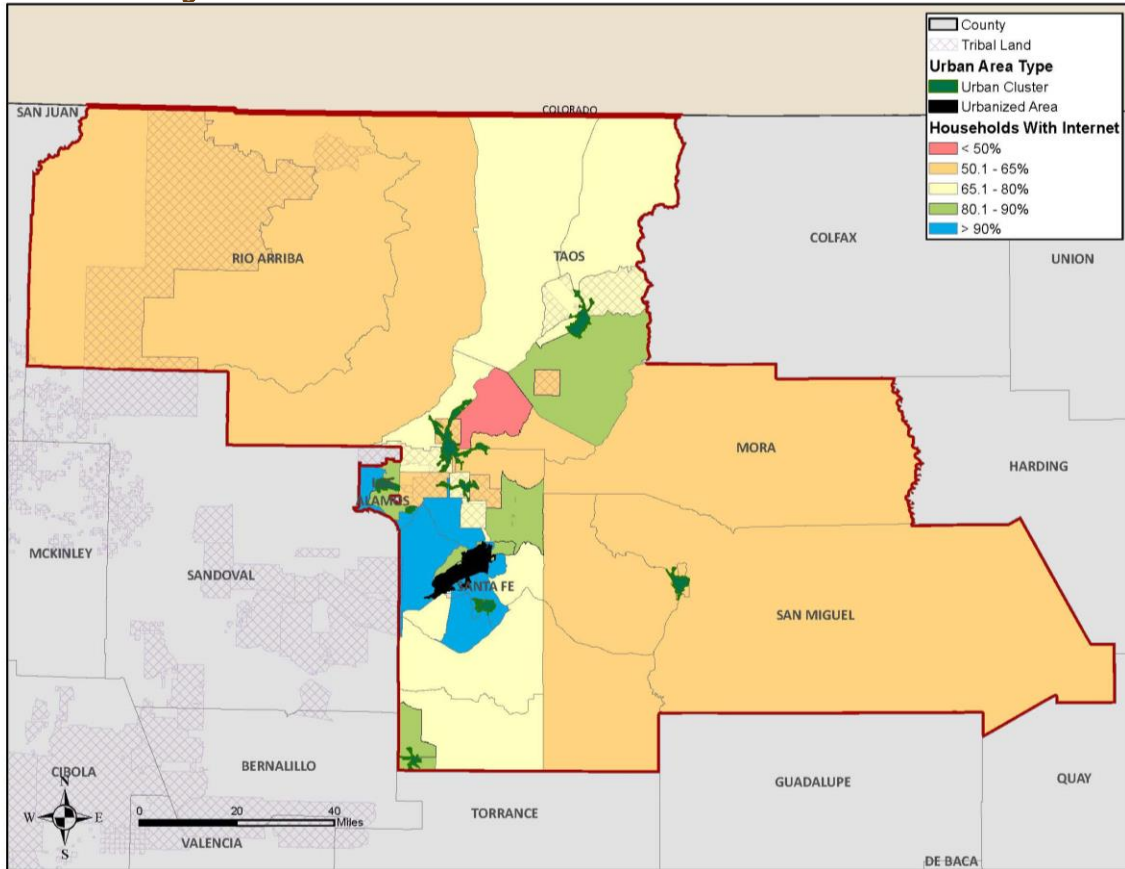 County
Tribal Land
Urban Area Type
Urban Cluster
Urbanized Area
Households With Internet
< 50%
50.1 - 65%
65.1 - 80%
80.1 - 90%
> 90%
SAN JUAN
COLORADO
COLFAX
UNION
RIO ARRIBA
TAOS
MORA
HARDING
ALAMOS
MCKINLEY
SANDOVAL
SANTA FE
SAN MIGUEL
CIBOLA
BERNALILLO
GUADALUPE
QUAY
N
W E
S
0 20 40
Miles
TORRANCE
VALENCIA
DE BACA